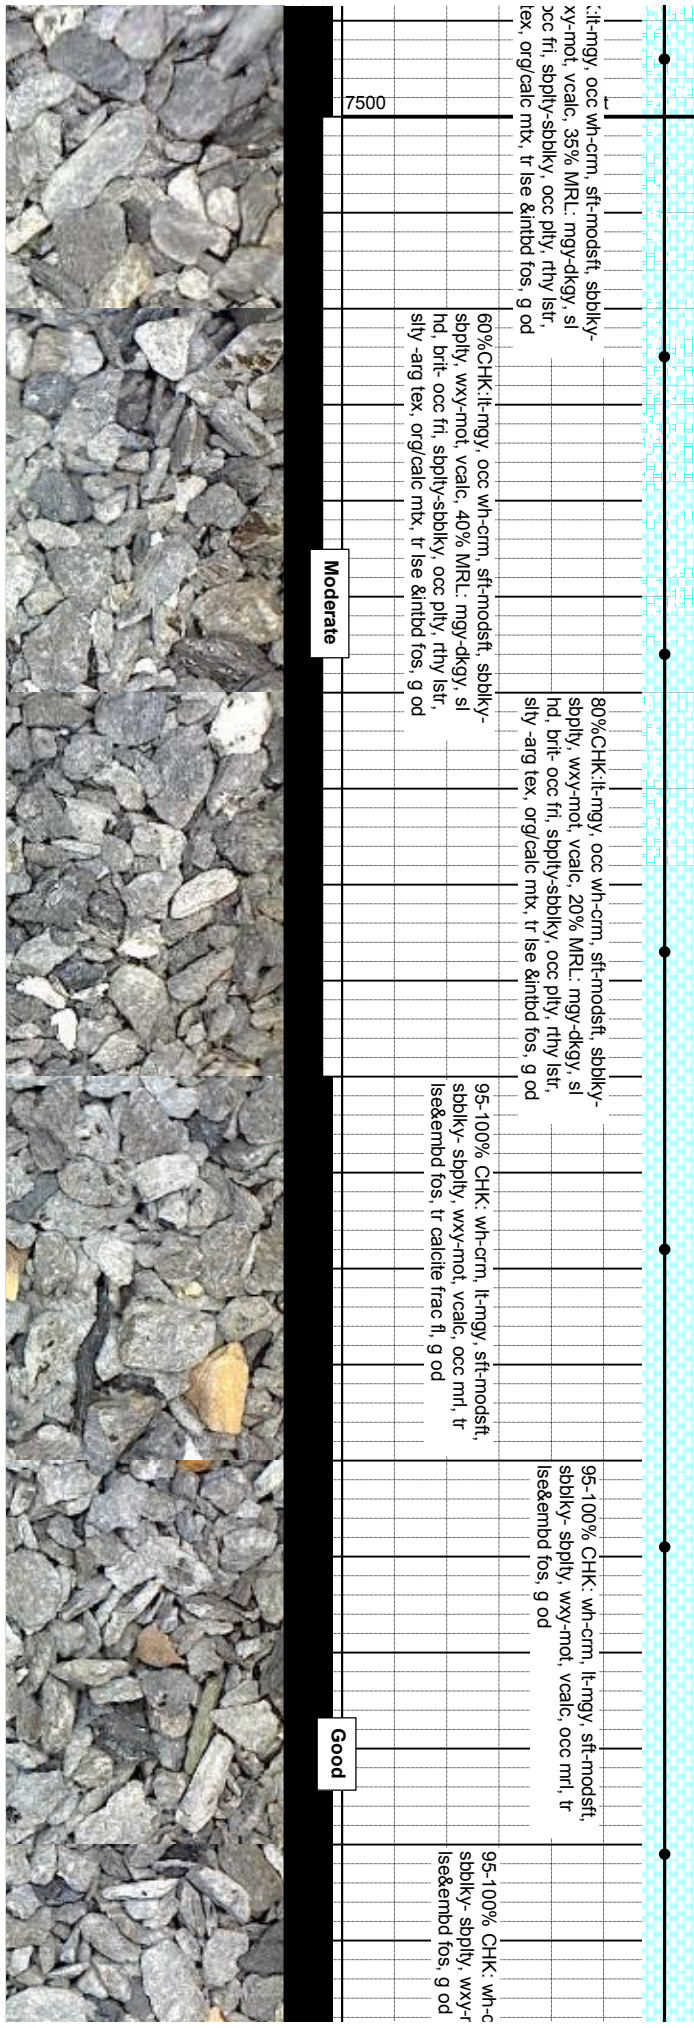 7500
:lt-mgy, occ wh-crm, sft-modsft, sbblky-
xy-mot, vcalc, 35% MRL: mgy-dkgy, sl
occ fri, sbplty-sbblky, occ plty, rthy lstr,
tex, org/calc mtx, tr lse &intbd fos, g od
60%CHK:lt-mgy, occ wh-crm, sft-modsft, sbblky-
sbplty, wxy-mot, vcalc, 40% MRL: mgy-dkgy, sl
hd, brit- occ fri, sbplty-sbblky, occ plty, rthy lstr,
slty -arg tex, org/calc mtx, tr lse &intbd fos, g od
Moderate
80%CHK:lt-mgy, occ wh-crm, sft-modsft, sbblky-
sbplty, wxy-mot, vcalc, 20% MRL: mgy-dkgy, sl
hd, brit- occ fri, sbplty-sbblky, occ plty, rthy lstr,
slty -arg tex, org/calc mtx, tr lse &intbd fos, g od
95-100% CHK: wh-crm, lt-mgy, sft-modsft,
sbblky- sbplty, wxy-mot, vcalc, occ mrl, tr
lse&embd fos, tr calcite frac fl, g od
95-100% CHK: wh-crm, lt-mgy, sft-modsft,
sbblky- sbplty, wxy-mot, vcalc, occ mrl, tr
lse&embd fos, g od
Good
95-100% CHK: wh-c
sbblky- sbplty, wxy-r
lse&embd fos, g od